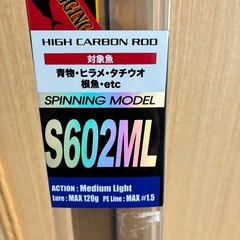 GGING
HIGH CARBON ROD
対象魚
青物・ヒラメ・タチウオ
根魚・etc
SPINNING MODEL
S602ML
ACTION : Medium Light
Lure : MAX 120g PE Line : MAX #1.5